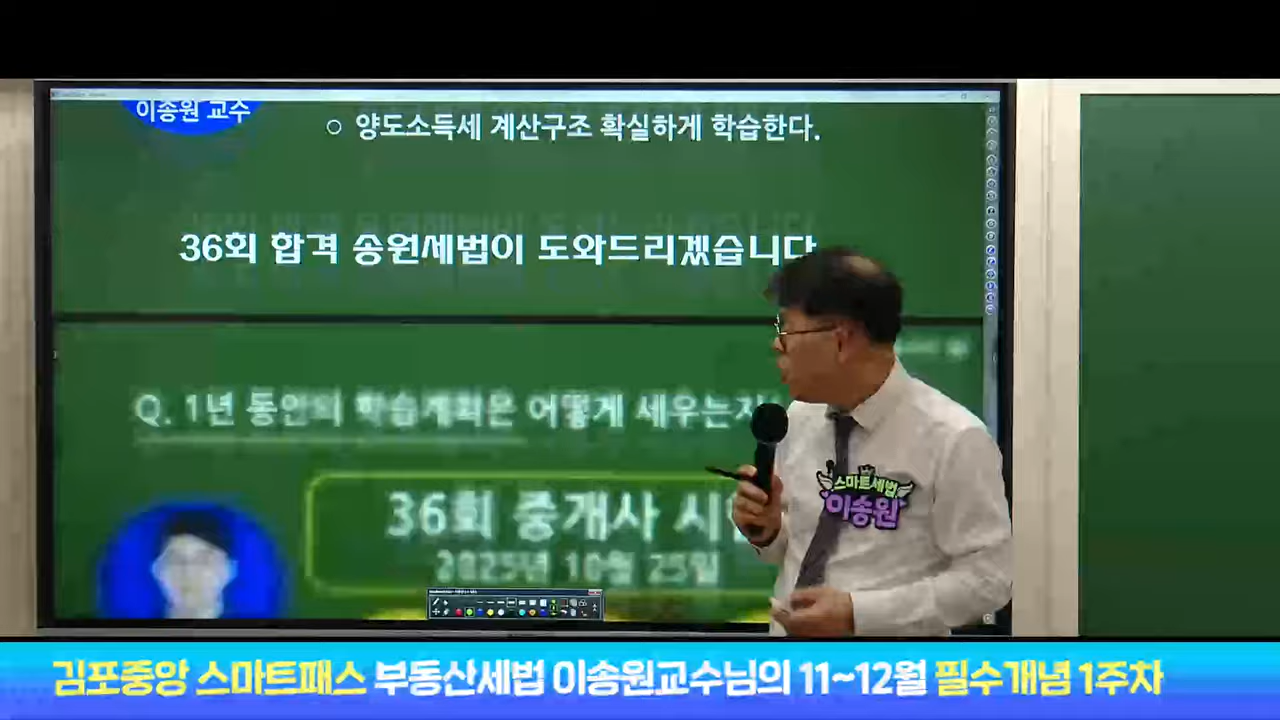 이송원 교수
○ 양도소득세 계산구조 확실하게 학습한다.
36회 합격 송원세법이 도와드리겠습니다
Q. 1년 동안의 학습계획은 어떻게 세우는지
36회 중개사 시
2025년 10월 25일
스마트세법
이송원
김포중앙 스마트패스 부동산세법 이송원교수님의 11~12월 필수개념 1주차